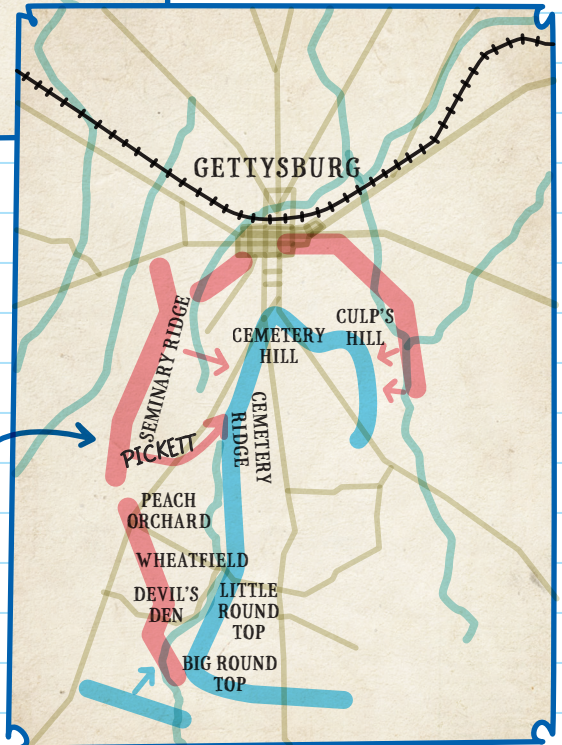 GETTYSBURG
CULP'S
HILL
CEMETERY
HILL
SEMINARY RIDGE
CEMETERY
RIDGE
PICKETT
PEACH
ORCHARD
WHEATFIELD
DEVIL'S
DEN
LITTLE
ROUND
TOP
BIG ROUND
TOP